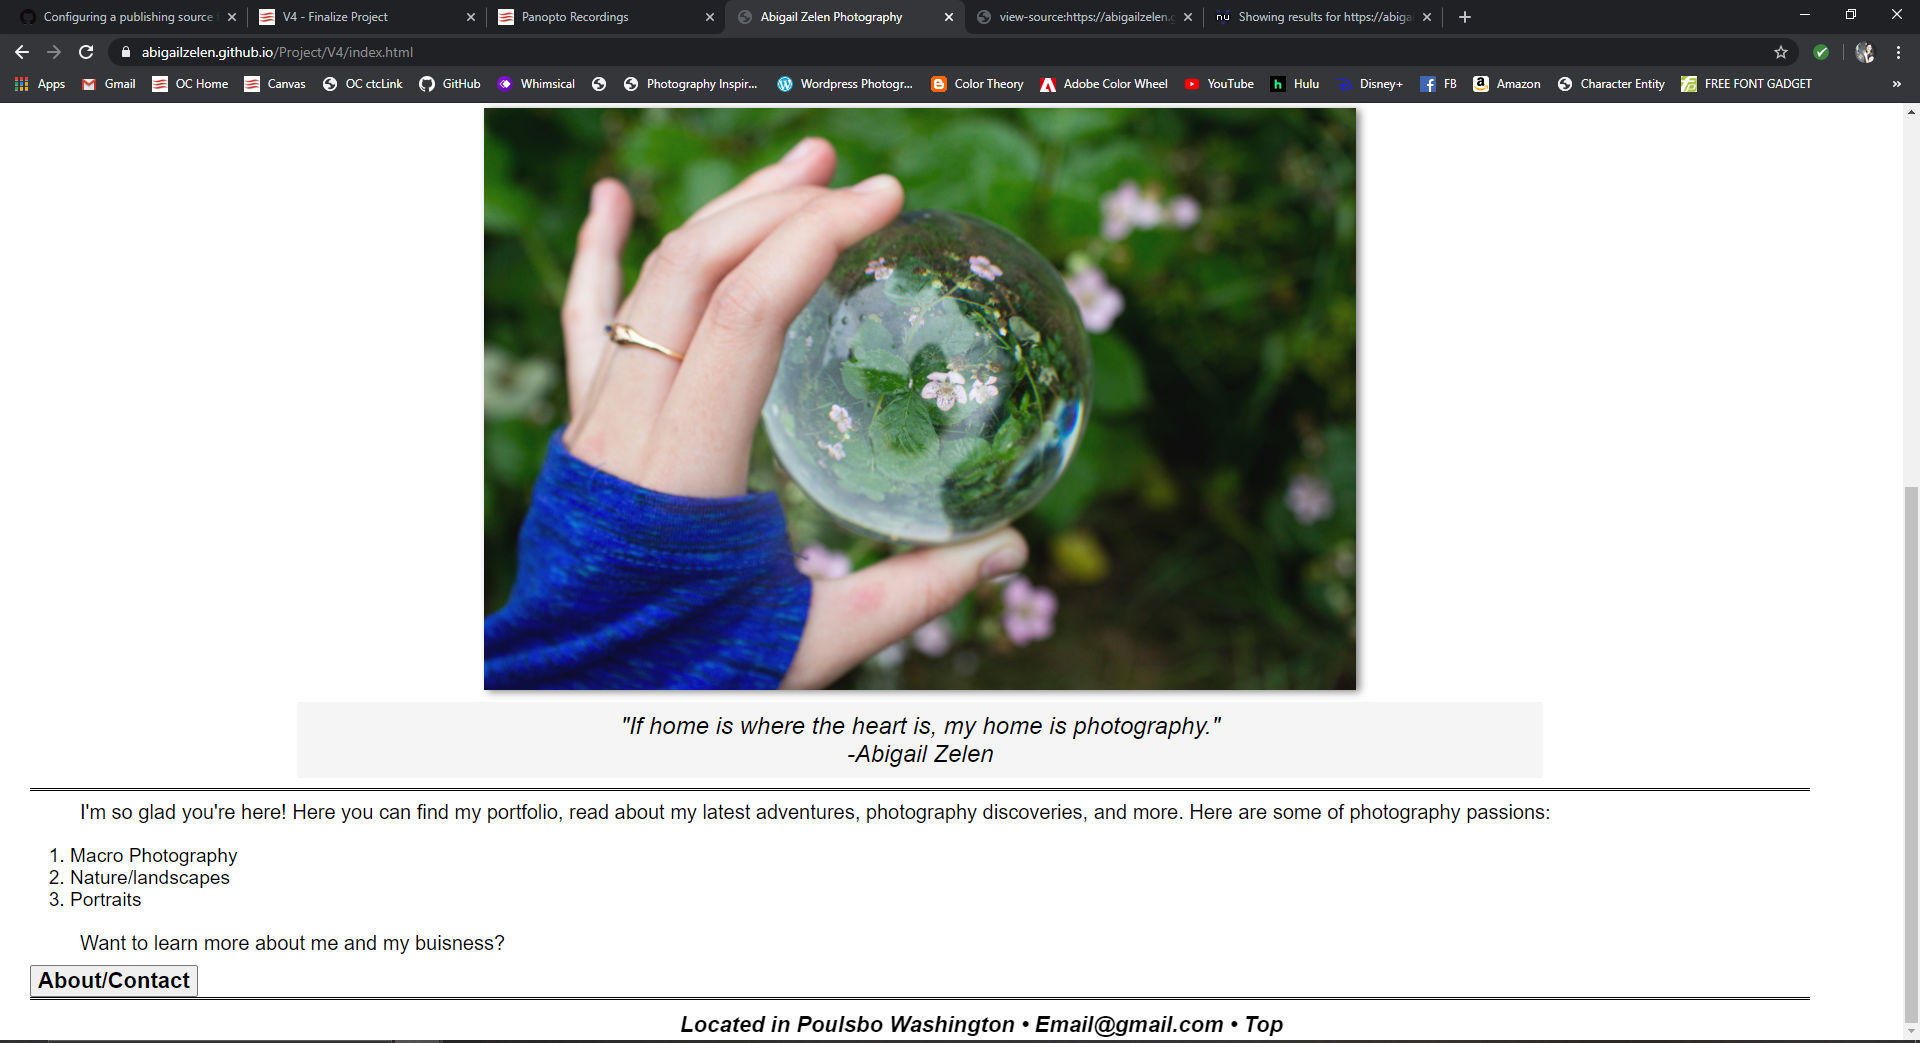 Configuring a publishing source
V4 - Finalize Project
Panopto Recordings
Abigail Zelen Photography
view-source:https://abigailzelen.g
Showing results for https://abiga
abigailzelen.github.io/Project/V4/index.html
Apps Gmail OC Home Canvas OC ctcLink GitHub Whimsical Photography Inspir... Wordpress Photogr... Color Theory Adobe Color Wheel YouTube Hulu Disney+ FB Amazon Character Entity FREE FONT GADGET »
"If home is where the heart is, my home is photography."
-Abigail Zelen
I'm so glad you're here! Here you can find my portfolio, read about my latest adventures, photography discoveries, and more. Here are some of photography passions:
1. Macro Photography
2. Nature/landscapes
3. Portraits
Want to learn more about me and my buisness?
About/Contact
Located in Poulsbo Washington • Email@gmail.com • Top